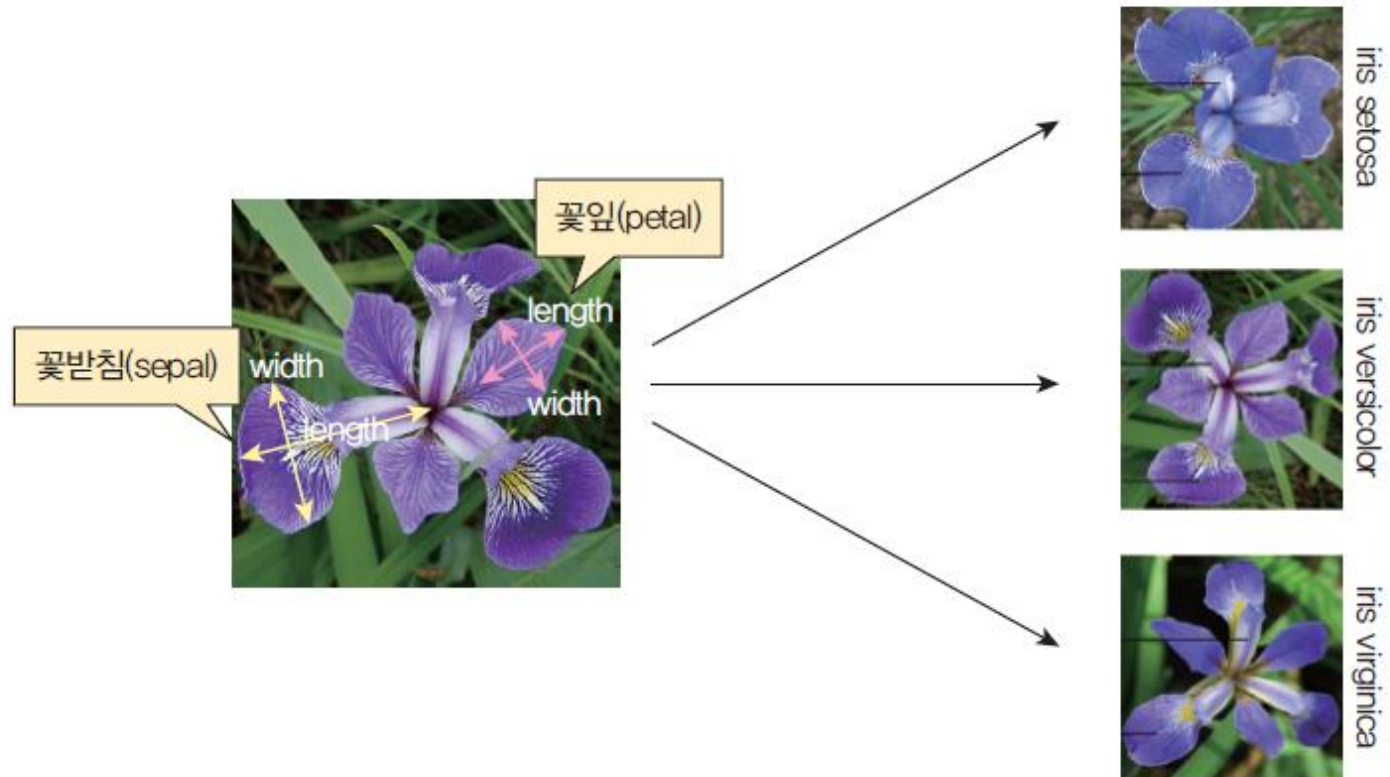 꽃잎(petal)
length
width
꽃받침(sepal)
width
length
iris setosa
iris versicolor
iris virginica